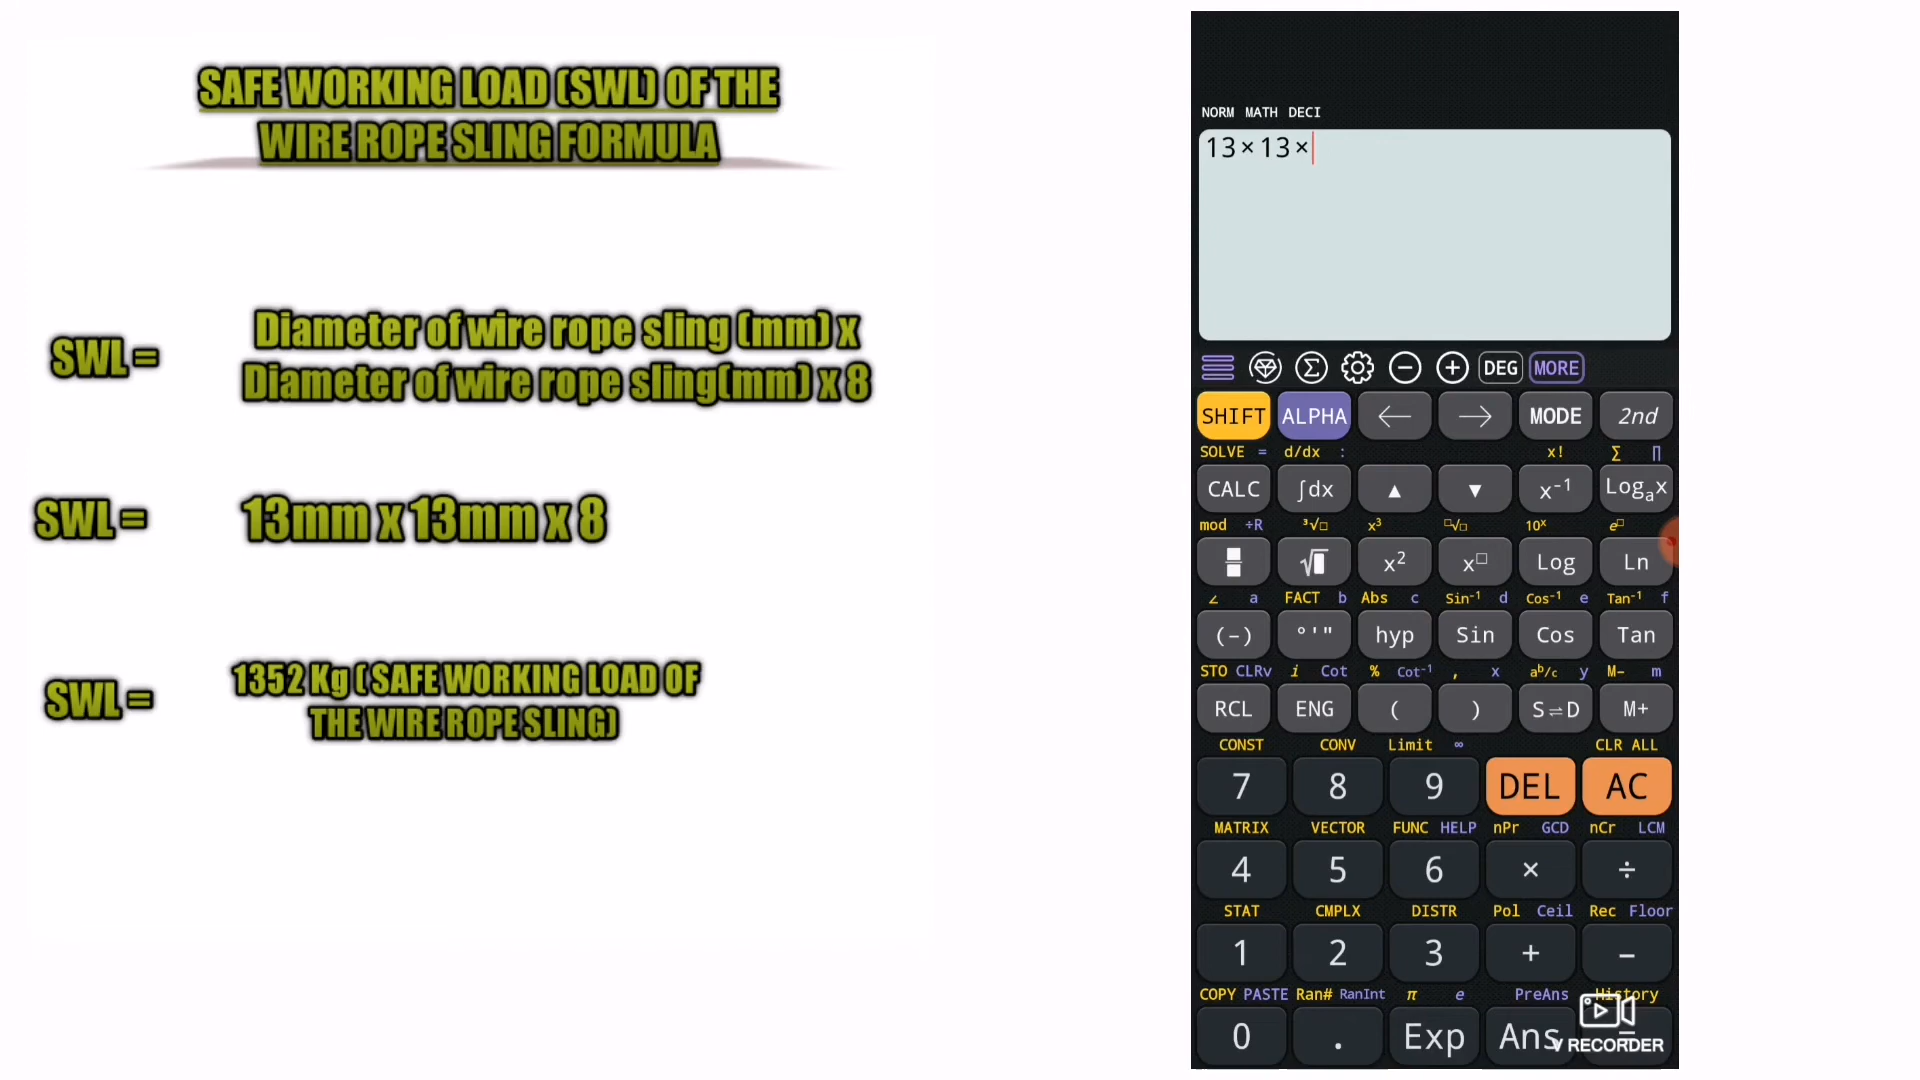 SAFE WORKING LOAD (SWL) OF THE
WIRE ROPE SLING FORMULA
SWL = Diameter of wire rope sling (mm) x
Diameter of wire rope sling(mm) x 8
SWL = 13mm x 13mm x 8
SWL = 1352 Kg ( SAFE WORKING LOAD OF
THE WIRE ROPE SLING)
NORM MATH DECI
13×13×
DEG MORE
SHIFT ALPHA ← → MODE 2nd
SOLVE = d/dx : x! ∑ ∏
CALC ∫dx ▲ ▼ x⁻¹ Logₐx
mod ÷R ³√□ x³ □√□ 10ˣ e□
√ x² x□ Log Ln
∠ a FACT b Abs c Sin⁻¹ d Cos⁻¹ e Tan⁻¹ f
(−) °'" hyp Sin Cos Tan
STO CLRv i Cot % Cot⁻¹ , x aᵇ/c y M− m
RCL ENG ( ) S⇌D M+
CONST CONV Limit ∞ CLR ALL
7 8 9 DEL AC
MATRIX VECTOR FUNC HELP nPr GCD nCr LCM
4 5 6 × ÷
STAT CMPLX DISTR Pol Ceil Rec Floor
1 2 3 + −
COPY PASTE Ran# RanInt π e PreAns History
0 . Exp Ans =
V RECORDER